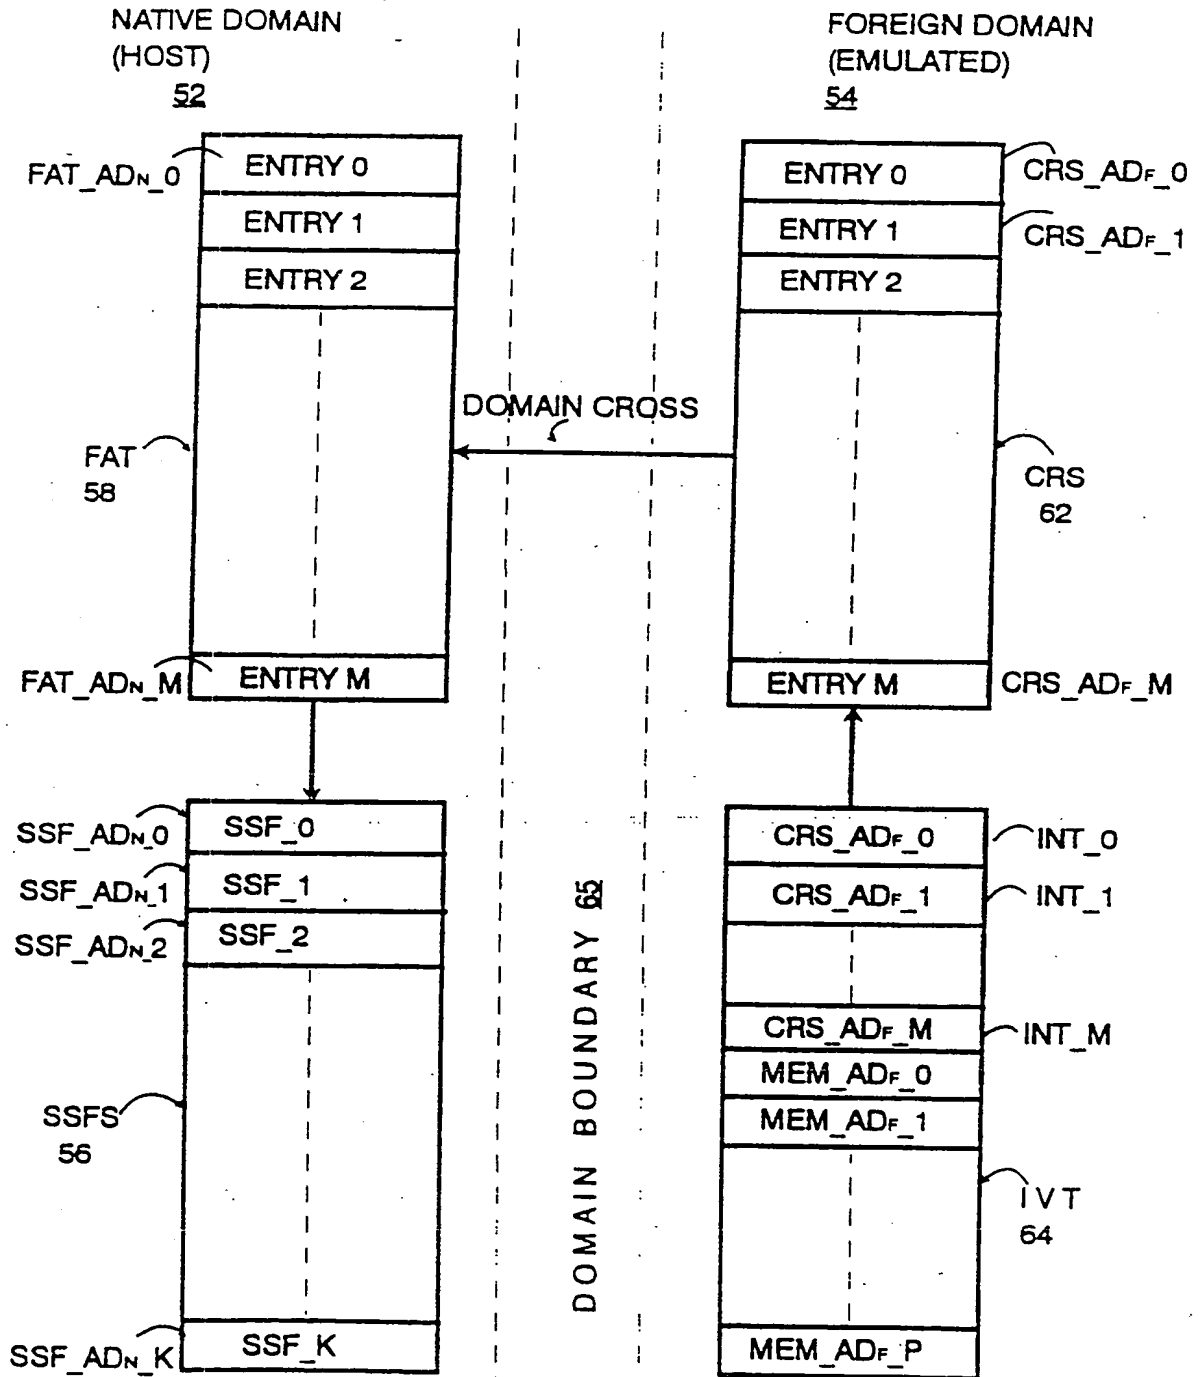 NATIVE DOMAIN
(HOST)
52
FOREIGN DOMAIN
(EMULATED)
54
FAT_ADN_0
ENTRY 0
ENTRY 1
ENTRY 2
FAT
58
FAT_ADN_M
ENTRY M
DOMAIN CROSS
ENTRY 0
CRS_ADF_0
ENTRY 1
CRS_ADF_1
ENTRY 2
CRS
62
ENTRY M
CRS_ADF_M
SSF_ADN_0
SSF_0
SSF_ADN_1
SSF_1
SSF_ADN_2
SSF_2
SSFS
56
SSF_ADN_K
SSF_K
DOMAIN BOUNDARY 65
CRS_ADF_0
INT_0
CRS_ADF_1
INT_1
CRS_ADF_M
INT_M
MEM_ADF_0
MEM_ADF_1
IVT
64
MEM_ADF_P